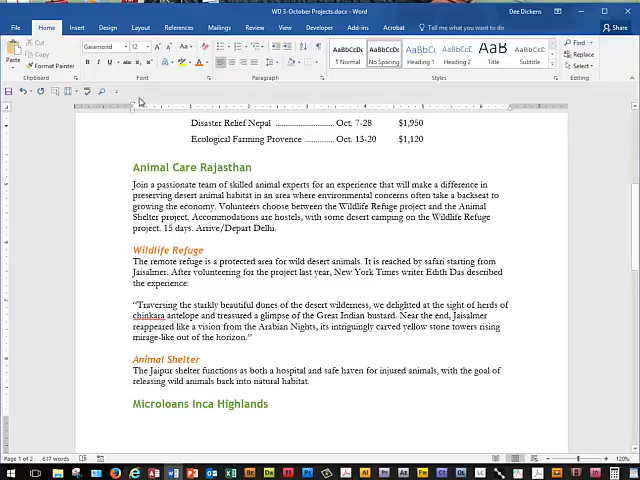 WD 3- October Projects.docx - Word
Dee Dickens
File Home Insert Design Layout References Mailings Review View Developer Add-ins Acrobat Tell me what you want to do Share
Cut
Copy
Format Painter
Paste
Garamond 12
AaBbCcDc AaBbCcDc AaBbCc AaBbCcD AaB AaBbCcD
1 Normal No Spacing Heading 1 Heading 2 Title Subtitle
Find
Replace
Select
Clipboard Font Paragraph Styles Editing
Disaster Relief Nepal .......................... Oct. 7-28 $1,950
Ecological Farming Provence ............ Oct. 13-20 $1,120
Animal Care Rajasthan
Join a passionate team of skilled animal experts for an experience that will make a difference in
preserving desert animal habitat in an area where environmental concerns often take a backseat to
growing the economy. Volunteers choose between the Wildlife Refuge project and the Animal
Shelter project. Accommodations are hostels, with some desert camping on the Wildlife Refuge
project. 15 days. Arrive/Depart Delhi.
Wildlife Refuge
The remote refuge is a protected area for wild desert animals. It is reached by safari starting from
Jaisalmer. After volunteering for the project last year, New York Times writer Edith Das described
the experience:
“Traversing the starkly beautiful dunes of the desert wilderness, we delighted at the sight of herds of
chinkara antelope and treasured a glimpse of the Great Indian bustard. Near the end, Jaisalmer
reappeared like a vision from the Arabian Nights, its intriguingly carved yellow stone towers rising
mirage-like out of the horizon.”
Animal Shelter
The Jaipur shelter functions as both a hospital and safe haven for injured animals, with the goal of
releasing wild animals back into natural habitat.
Microloans Inca Highlands
Page 1 of 2 617 words 120%